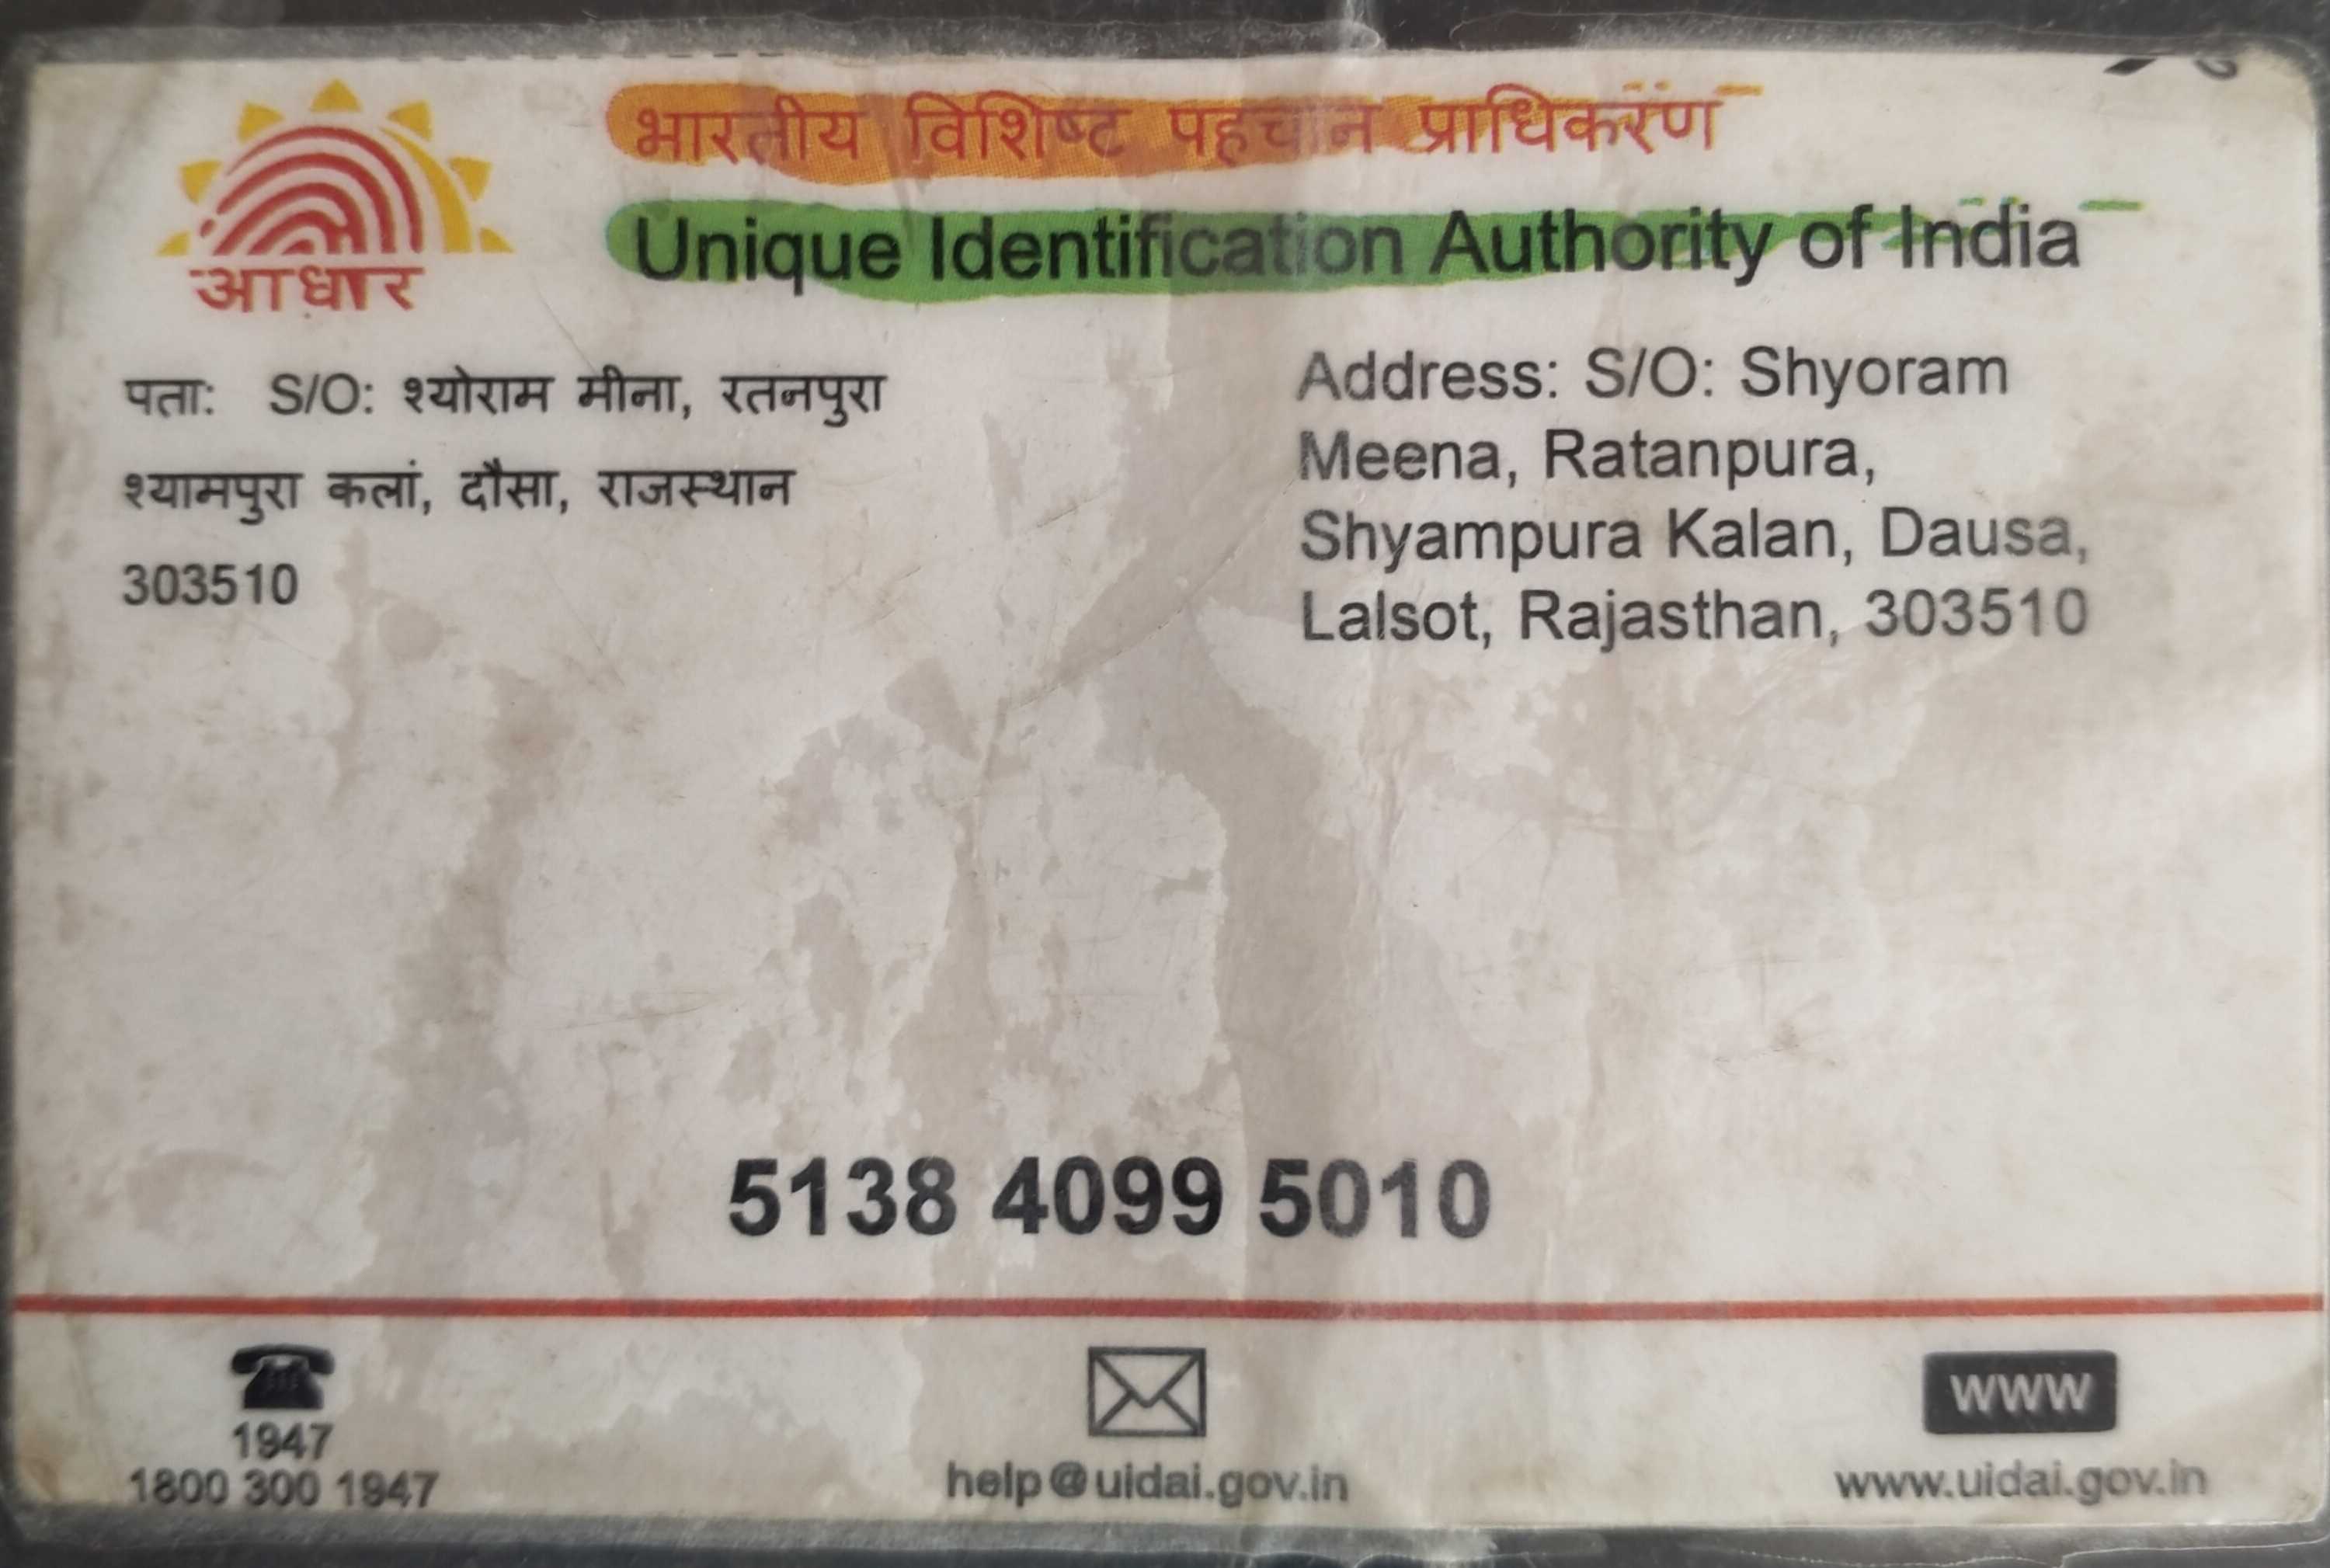 भारतीय विशिष्ट पहचान प्राधिकरण
Unique Identification Authority of India
आधार
पता: S/O: श्योराम मीना, रतनपुरा
श्यामपुरा कलां, दौसा, राजस्थान
303510
Address: S/O: Shyoram
Meena, Ratanpura,
Shyampura Kalan, Dausa,
Lalsot, Rajasthan, 303510
5138 4099 5010
1947
1800 300 1947
help@uidai.gov.in
WWW
www.uidai.gov.in